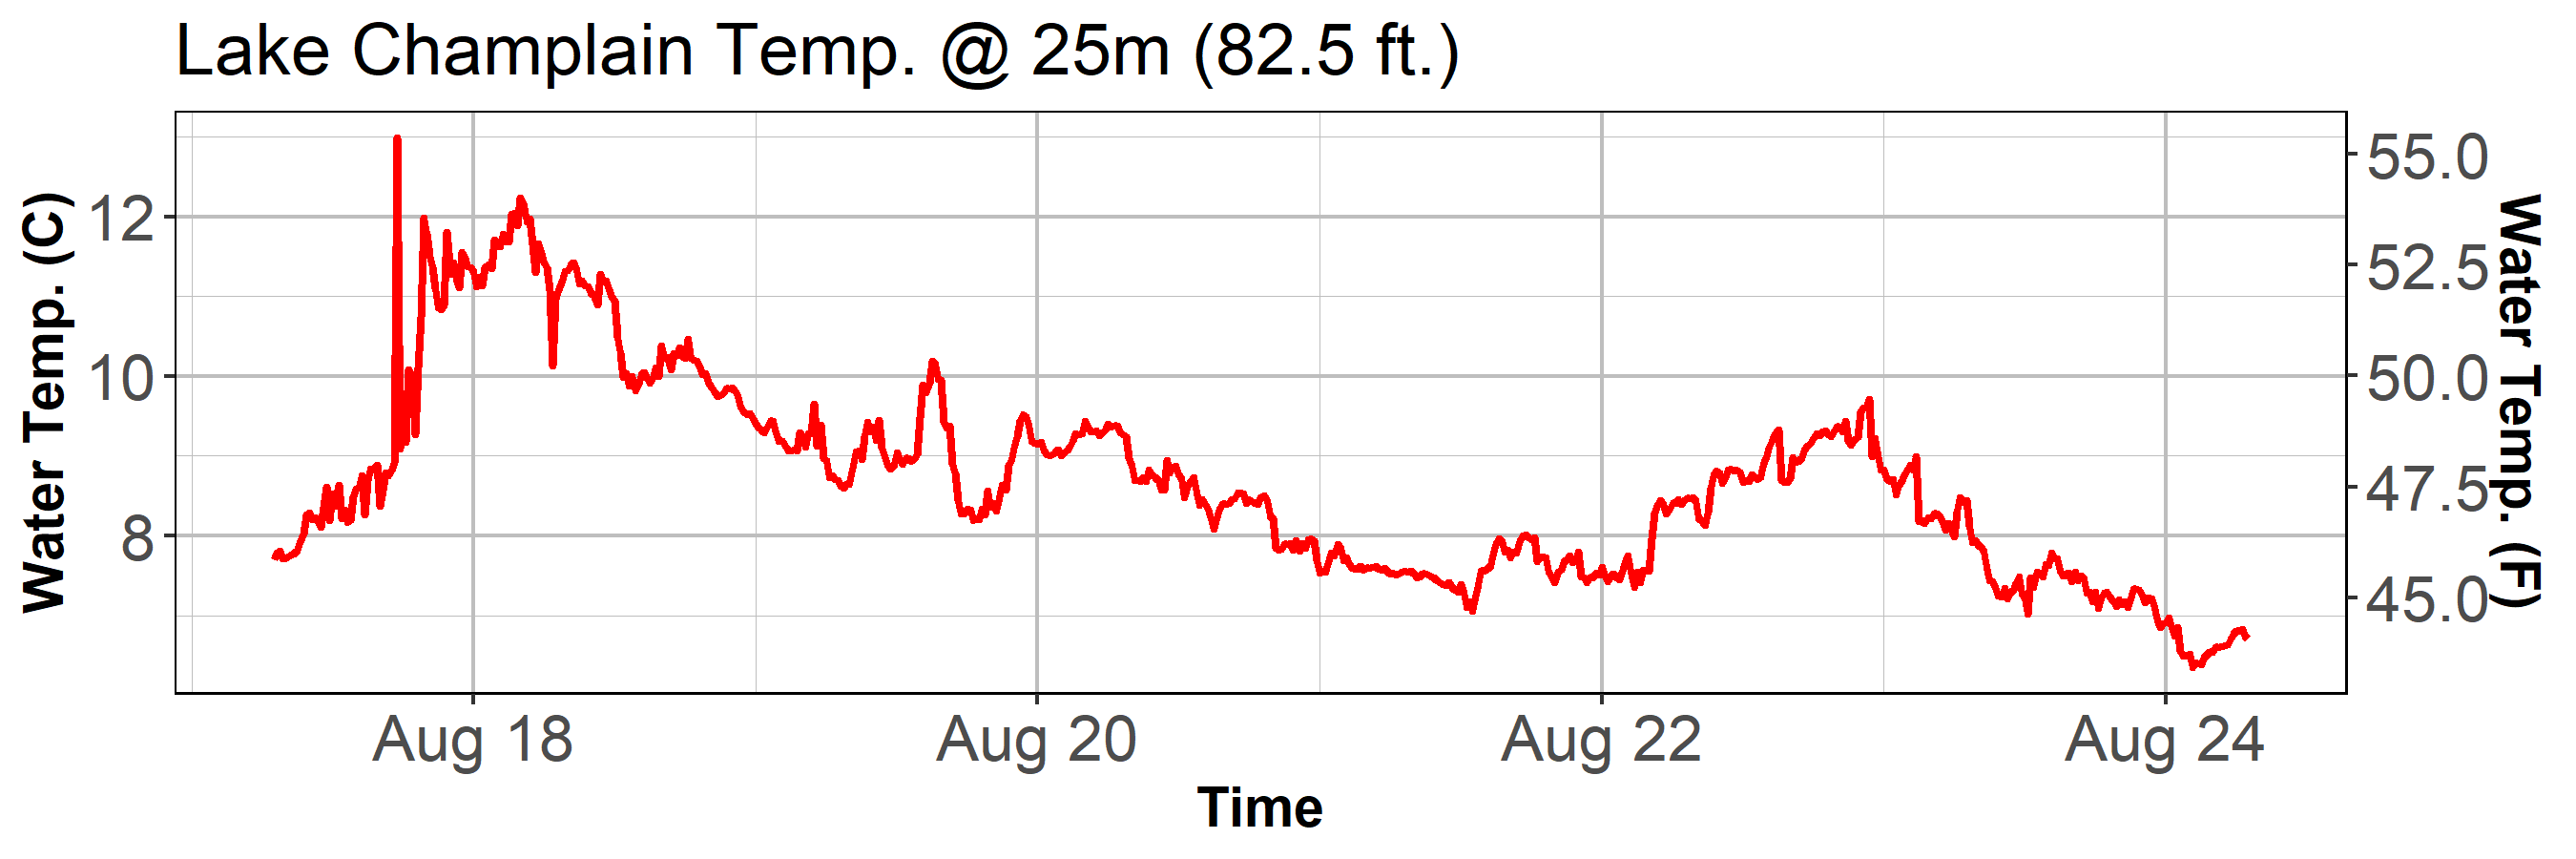 Lake Champlain Temp. @ 25m (82.5 ft.)
Water Temp. (C)
12
10
8
55.0
52.5
50.0
47.5
45.0
Water Temp. (F)
Aug 18
Aug 20
Aug 22
Aug 24
Time